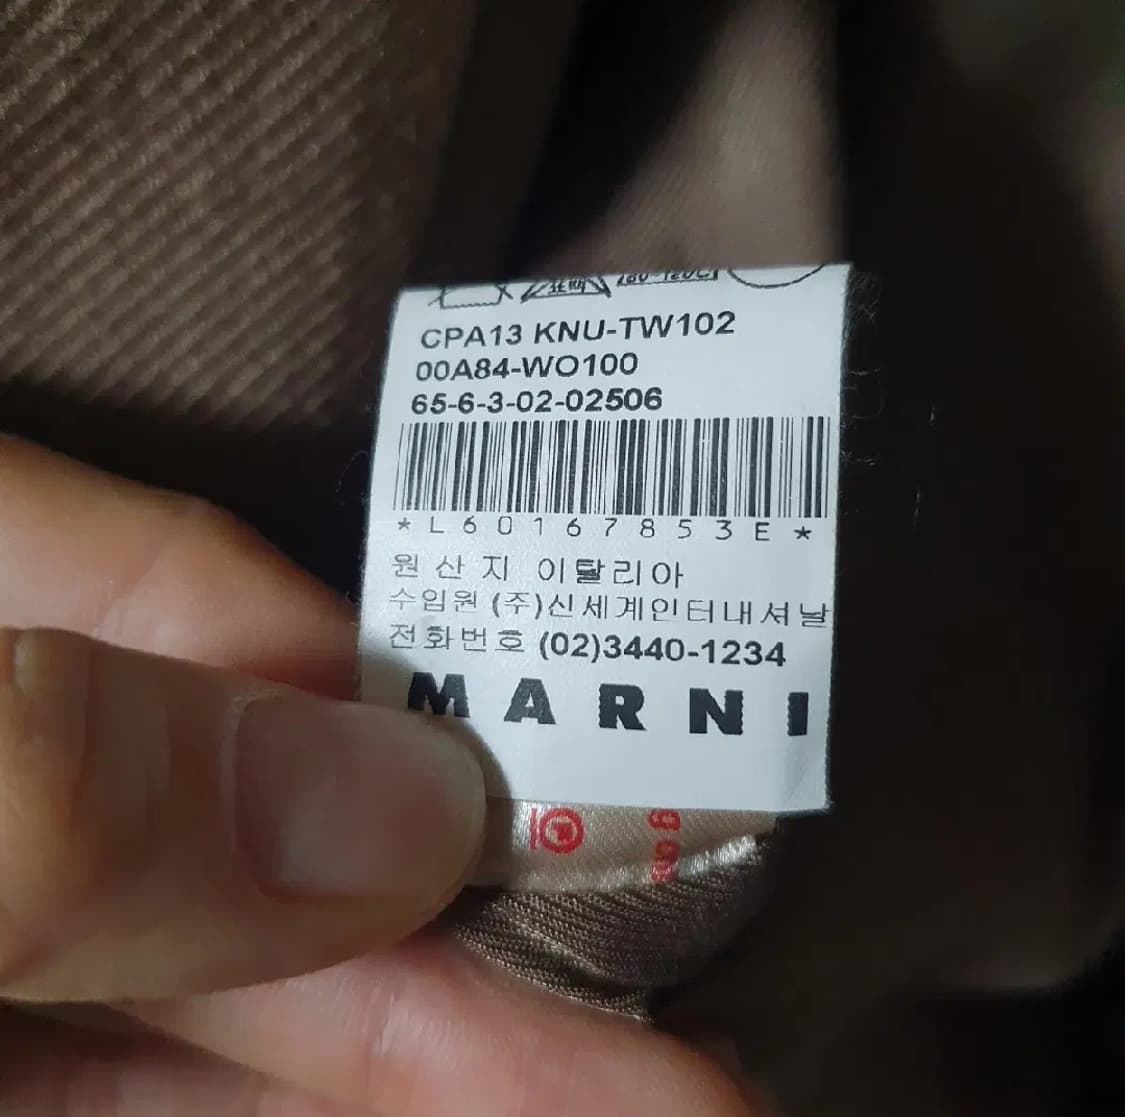 CPA13 KNU-TW102
00A84-WO100
65-6-3-02-02506
*L60167853E*
원산지 이탈리아
수입원 (주)신세계인터내셔날
전화번호 (02)3440-1234
MARNI